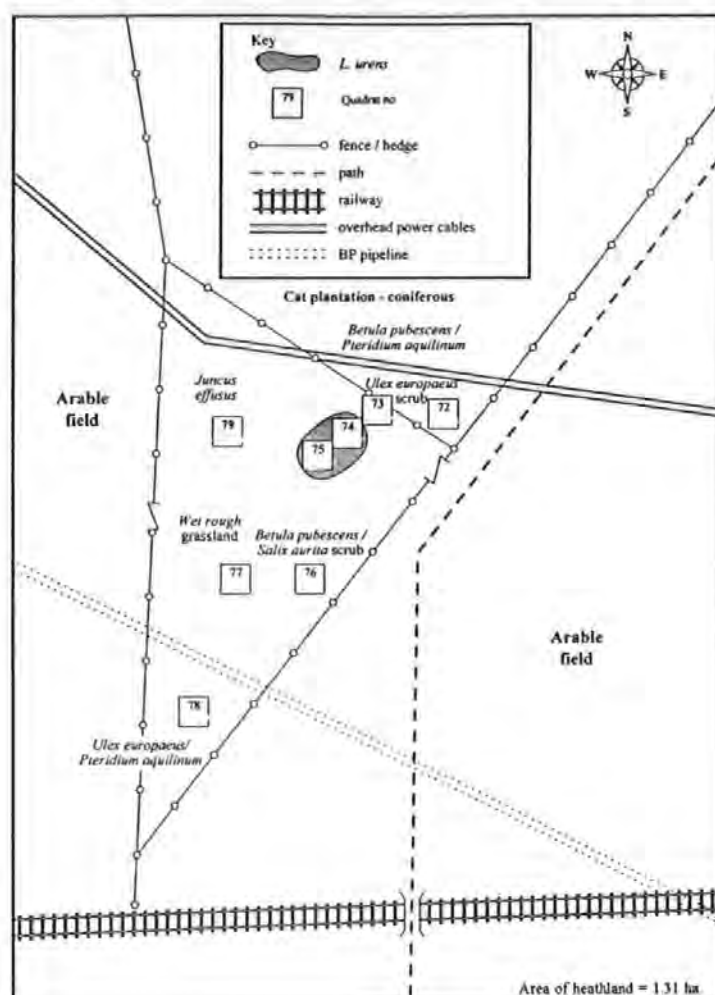 Key
L. urens
79
Quadrat no
fence / hedge
path
railway
overhead power cables
BP pipeline
N
W
E
S
Cat plantation - coniferous
Betula pubescens /
Pteridium aquilinum
Ulex europaeus
scrub
Juncus
effusus
Arable
field
73
72
79
74
75
Wet rough
grassland
Betula pubescens /
Salix aurita scrub
77
76
Arable
field
78
Ulex europaeus/
Pteridium aquilinum
Area of heathland = 1.31 ha